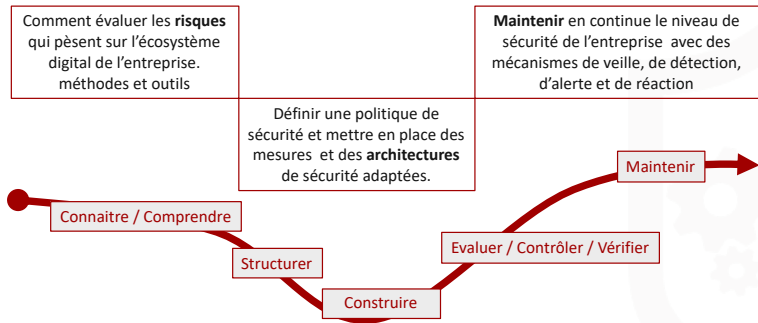 Comment évaluer les risques
qui pèsent sur l'écosystème
digital de l'entreprise.
méthodes et outils
Définir une politique de
sécurité et mettre en place des
mesures et des architectures
de sécurité adaptées.
Maintenir en continue le niveau de
sécurité de l'entreprise avec des
mécanismes de veille, de détection,
d'alerte et de réaction
Connaitre / Comprendre
Structurer
Construire
Evaluer / Contrôler / Vérifier
Maintenir